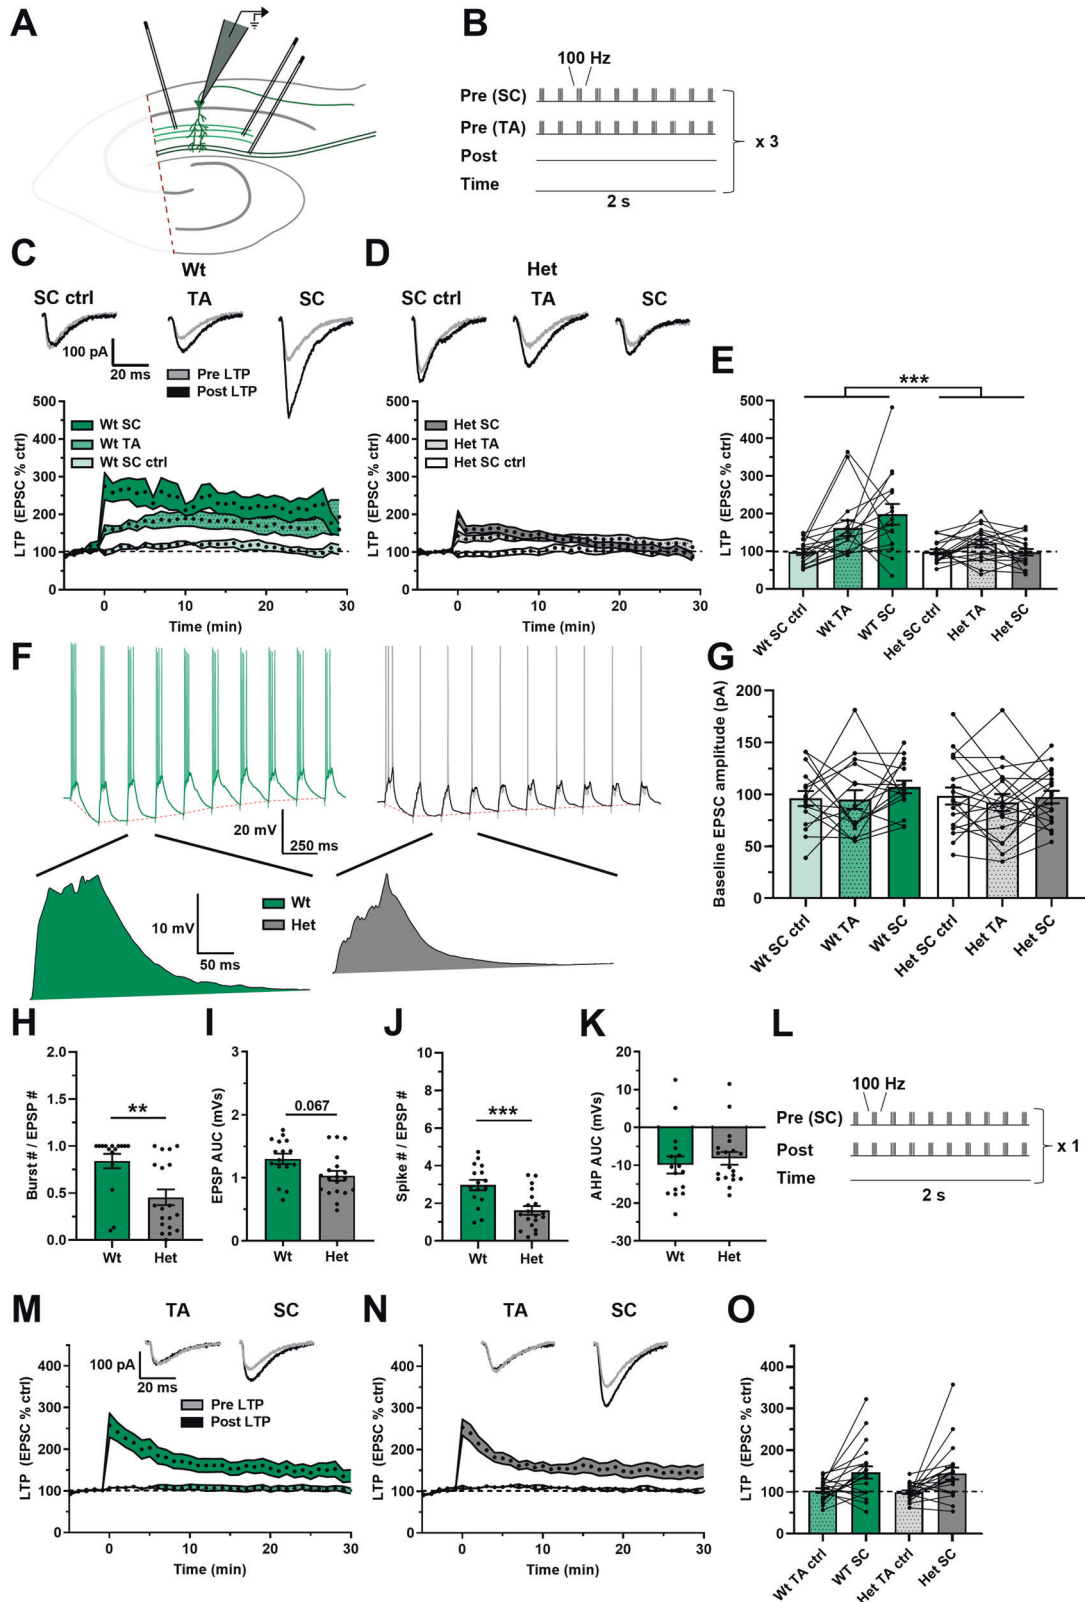 A
B
100 Hz
Pre (SC)
Pre (TA)
Post
Time
2 s
x 3
C
Wt
SC ctrl
TA
SC
100 pA
20 ms
Pre LTP
Post LTP
LTP (EPSC % ctrl)
500
400
300
200
100
0
Wt SC
Wt TA
Wt SC ctrl
0
10
20
30
Time (min)
D
Het
SC ctrl
TA
SC
LTP (EPSC % ctrl)
500
400
300
200
100
0
Het SC
Het TA
Het SC ctrl
0
10
20
30
Time (min)
E
***
LTP (EPSC % ctrl)
500
400
300
200
100
0
Wt SC ctrl
Wt TA
WT SC
Het SC ctrl
Het TA
Het SC
F
20 mV
250 ms
10 mV
50 ms
Wt
Het
G
Baseline EPSC amplitude (pA)
200
150
100
50
0
Wt SC ctrl
Wt TA
Wt SC
Het SC ctrl
Het TA
Het SC
H
Burst # / EPSP #
2.0
1.5
1.0
0.5
0.0
**
Wt
Het
I
EPSP AUC (mVs)
3
2
1
0
0.067
Wt
Het
J
Spike # / EPSP #
10
8
6
4
2
0
***
Wt
Het
K
AHP AUC (mVs)
20
10
0
-10
-20
-30
Wt
Het
L
100 Hz
Pre (SC)
Post
Time
2 s
x 1
M
TA
SC
100 pA
20 ms
Pre LTP
Post LTP
LTP (EPSC % ctrl)
400
300
200
100
0
0
10
20
30
Time (min)
N
TA
SC
LTP (EPSC % ctrl)
400
300
200
100
0
0
10
20
30
Time (min)
O
LTP (EPSC % ctrl)
400
300
200
100
0
Wt TA ctrl
WT SC
Het TA ctrl
Het SC